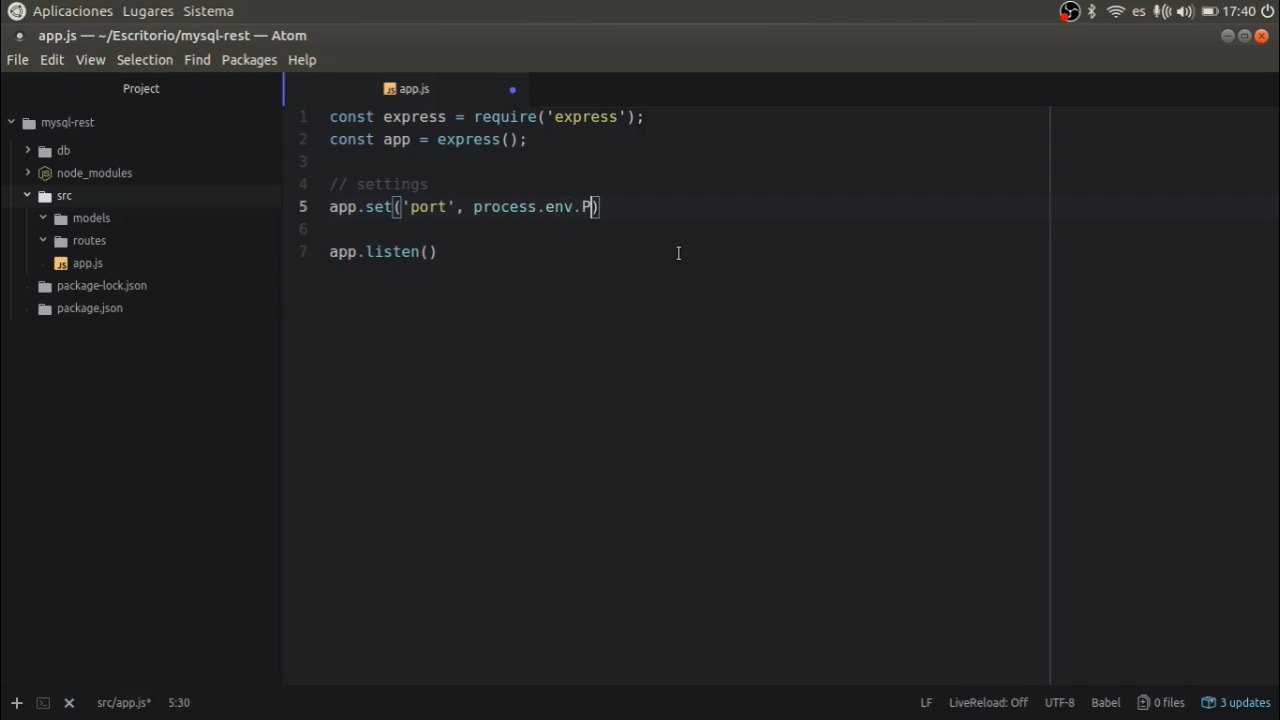 Aplicaciones Lugares Sistema es 17:40
app.js — ~/Escritorio/mysql-rest — Atom
File Edit View Selection Find Packages Help
Project app.js
1 const express = require('express');
mysql-rest
2 const app = express();
db
3
node_modules
4 // settings
src
5 app.set('port', process.env.P)
models
6
routes
7 app.listen()
app.js
package-lock.json
package.json
src/app.js* 5:30 LF LiveReload: Off UTF-8 Babel 0 files 3 updates